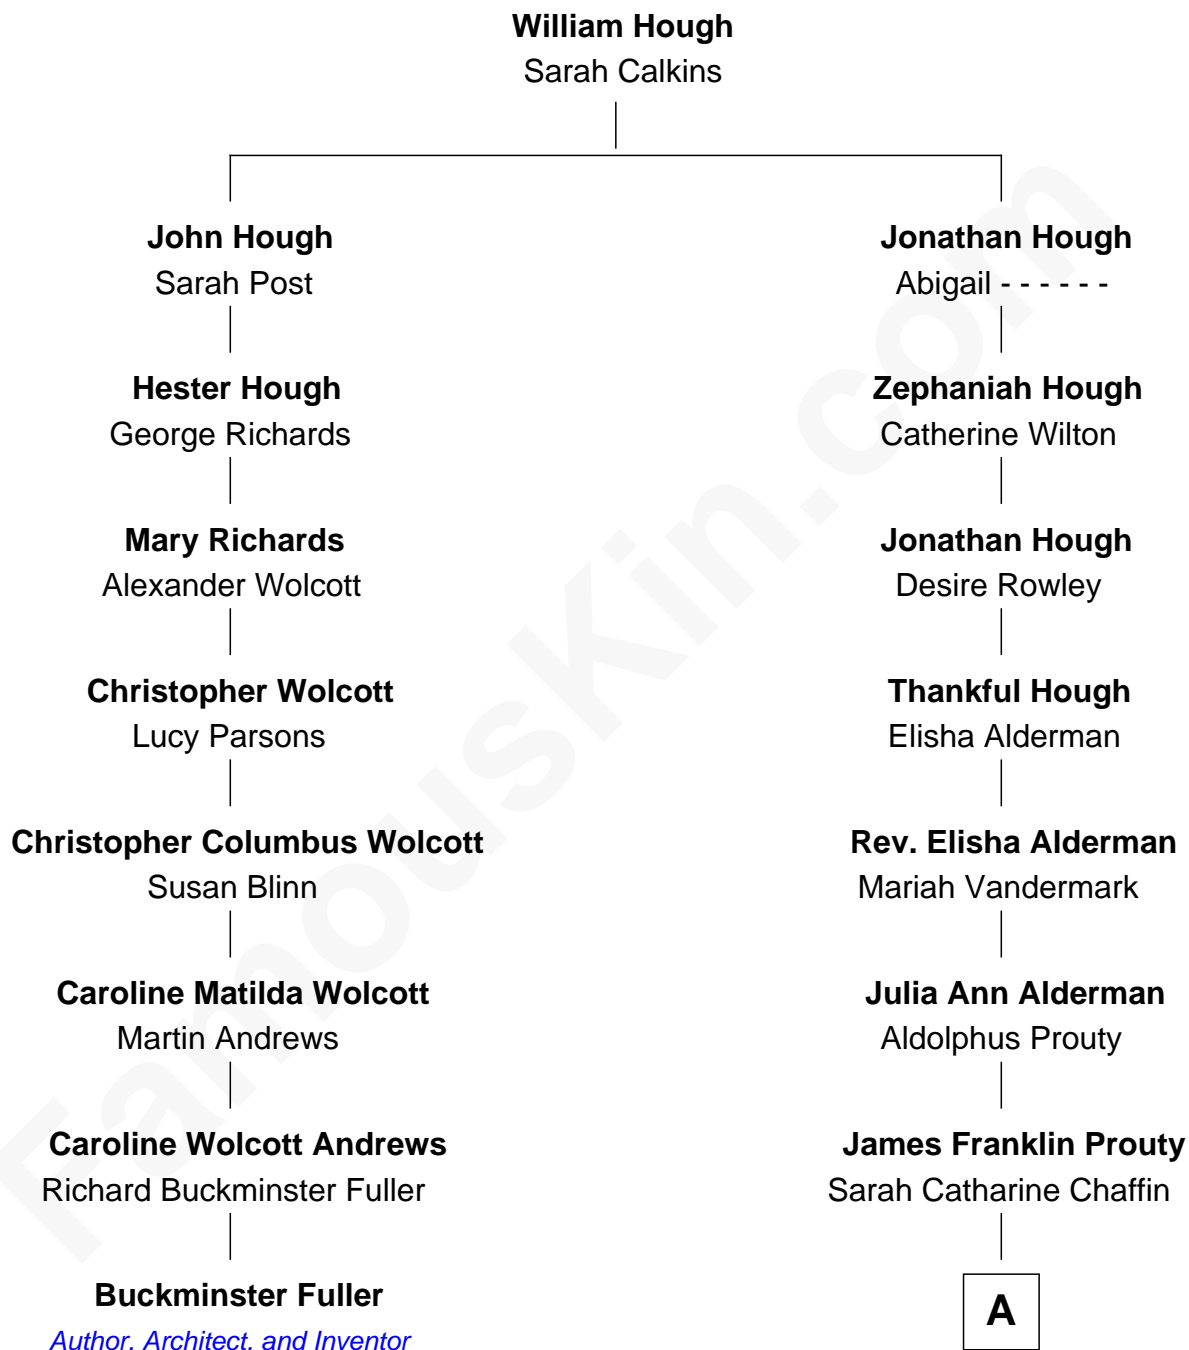 William Hough
Sarah Calkins
John Hough
Sarah Post
Jonathan Hough
Abigail - - - - - -
Hester Hough
George Richards
Zephaniah Hough
Catherine Wilton
Mary Richards
Alexander Wolcott
Jonathan Hough
Desire Rowley
Christopher Wolcott
Lucy Parsons
Thankful Hough
Elisha Alderman
Christopher Columbus Wolcott
Susan Blinn
Rev. Elisha Alderman
Mariah Vandermark
Caroline Matilda Wolcott
Martin Andrews
Julia Ann Alderman
Aldolphus Prouty
Caroline Wolcott Andrews
Richard Buckminster Fuller
James Franklin Prouty
Sarah Catharine Chaffin
Buckminster Fuller
Author, Architect, and Inventor
A
FamousKin.com